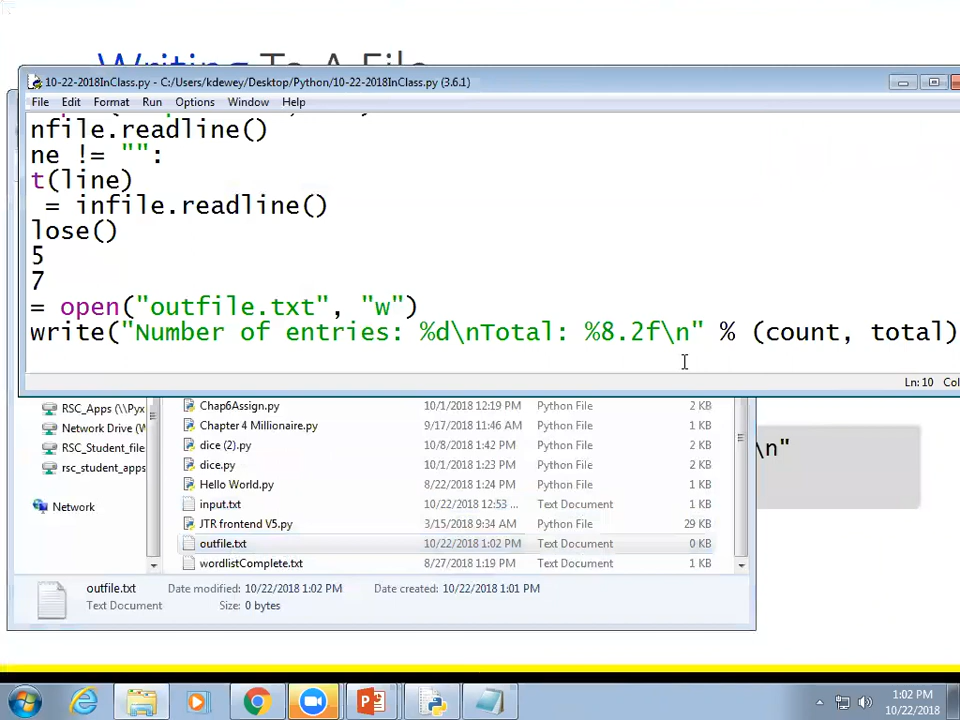 Writing To A File
10-22-2018InClass.py - C:/Users/kdewey/Desktop/Python/10-22-2018InClass.py (3.6.1)
File Edit Format Run Options Window Help
nfile.readline()
ne != "":
t(line)
= infile.readline()
lose()
5
7
= open("outfile.txt", "w")
write("Number of entries: %d\nTotal: %8.2f\n" % (count, total)
Ln: 10 Col
RSC_Apps (\\Pyx Chap6Assign.py 10/1/2018 12:19 PM Python File 2 KB
Network Drive (W Chapter 4 Millionaire.py 9/17/2018 11:46 AM Python File 1 KB
RSC_Student_file dice (2).py 10/8/2018 1:42 PM Python File 2 KB
\n"
rsc_student_apps dice.py 10/1/2018 1:23 PM Python File 2 KB
Hello World.py 8/22/2018 1:24 PM Python File 1 KB
Network input.txt 10/22/2018 12:53 ... Text Document 1 KB
JTR frontend V5.py 3/15/2018 9:34 AM Python File 29 KB
outfile.txt 10/22/2018 1:02 PM Text Document 0 KB
wordlistComplete.txt 8/27/2018 1:19 PM Text Document 1 KB
outfile.txt Date modified: 10/22/2018 1:02 PM Date created: 10/22/2018 1:01 PM
Text Document Size: 0 bytes
1:02 PM
10/22/2018